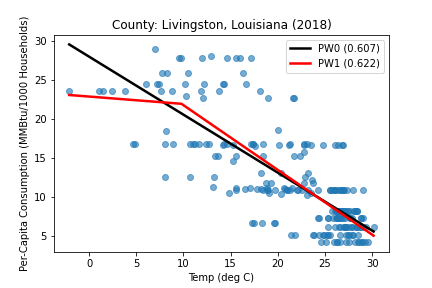 County: Livingston, Louisiana (2018)
Per-Capita Consumption (MMBtu/1000 Households)
30
25
20
15
10
5
PW0 (0.607)
PW1 (0.622)
0 5 10 15 20 25 30
Temp (deg C)